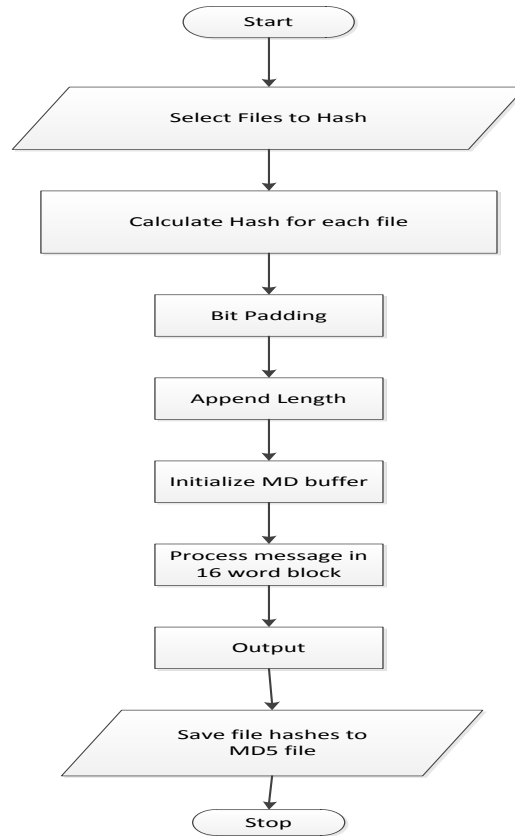 Start
Select Files to Hash
Calculate Hash for each file
Bit Padding
Append Length
Initialize MD buffer
Process message in
16 word block
Output
Save file hashes to
MD5 file
Stop